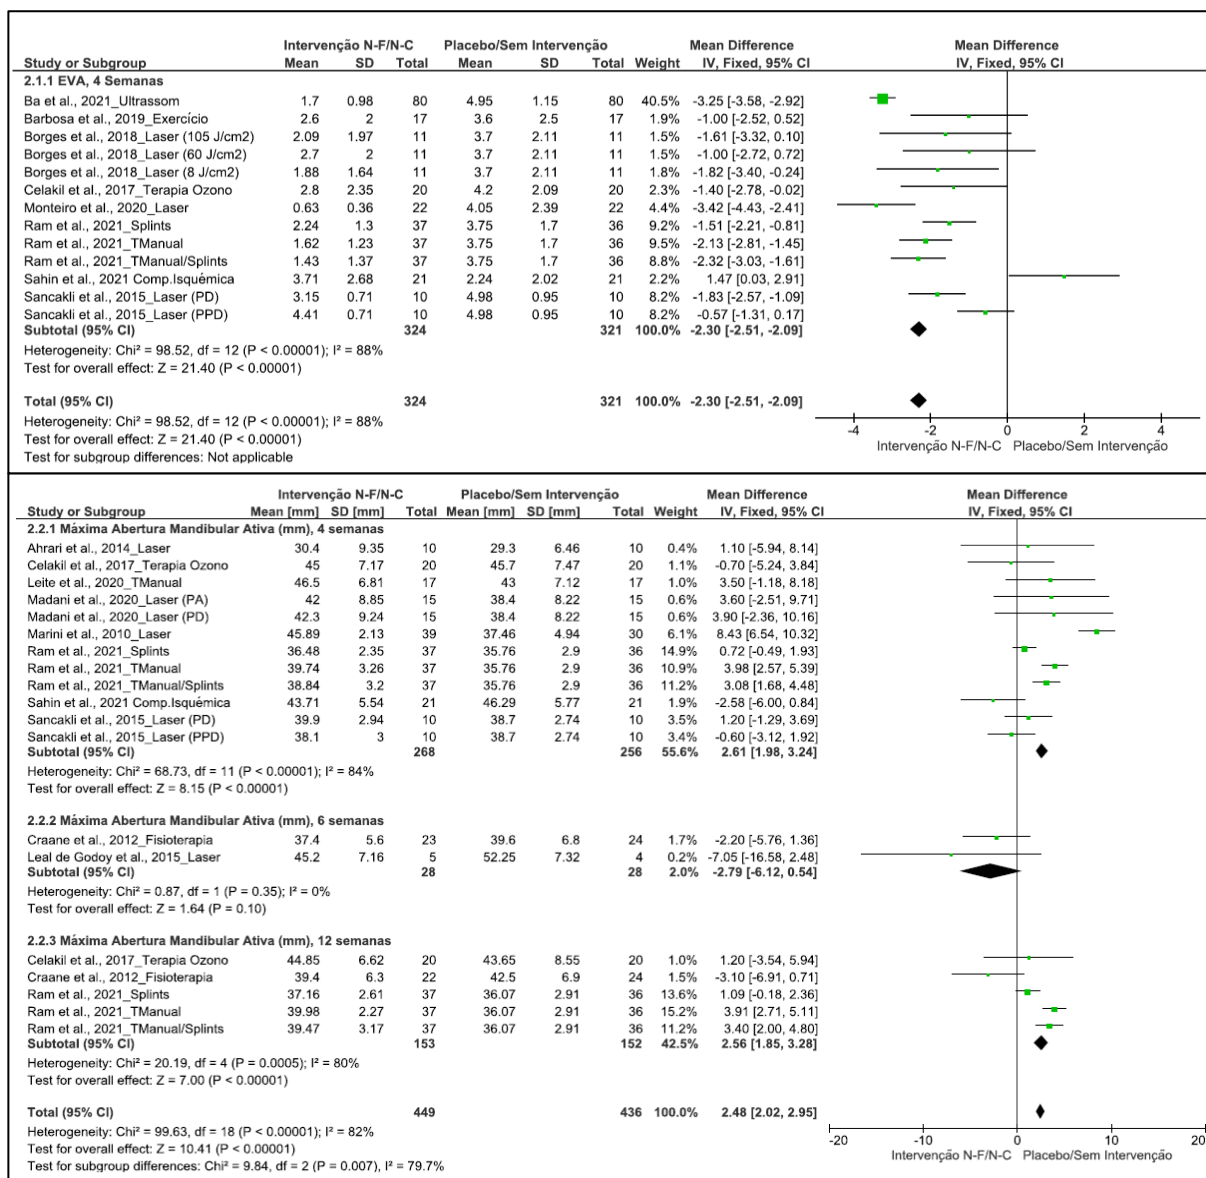 Intervenção N-F/N-C Placebo/Sem Intervenção Mean Difference Mean Difference
Study or Subgroup Mean SD Total Mean SD Total Weight IV, Fixed, 95% CI IV, Fixed, 95% CI
2.1.1 EVA, 4 Semanas
Ba et al., 2021_Ultrassom 1.7 0.98 80 4.95 1.15 80 40.5% -3.25 [-3.58, -2.92]
Barbosa et al., 2019_Exercício 2.6 2 17 3.6 2.5 17 1.9% -1.00 [-2.52, 0.52]
Borges et al., 2018_Laser (105 J/cm2) 2.09 1.97 11 3.7 2.11 11 1.5% -1.61 [-3.32, 0.10]
Borges et al., 2018_Laser (60 J/cm2) 2.7 2 11 3.7 2.11 11 1.5% -1.00 [-2.72, 0.72]
Borges et al., 2018_Laser (8 J/cm2) 1.88 1.64 11 3.7 2.11 11 1.8% -1.82 [-3.40, -0.24]
Celakil et al., 2017_Terapia Ozono 2.8 2.35 20 4.2 2.09 20 2.3% -1.40 [-2.78, -0.02]
Monteiro et al., 2020_Laser 0.63 0.36 22 4.05 2.39 22 4.4% -3.42 [-4.43, -2.41]
Ram et al., 2021_Splints 2.24 1.3 37 3.75 1.7 36 9.2% -1.51 [-2.21, -0.81]
Ram et al., 2021_TManual 1.62 1.23 37 3.75 1.7 36 9.5% -2.13 [-2.81, -1.45]
Ram et al., 2021_TManual/Splints 1.43 1.37 37 3.75 1.7 36 8.9% -2.32 [-3.03, -1.61]
Sahin et al., 2021 Comp.Isquémica 3.71 2.68 21 2.24 2.02 21 2.2% 1.47 [0.03, 2.91]
Sancakli et al., 2015_Laser (PD) 3.15 0.71 10 4.98 0.95 10 8.2% -1.83 [-2.57, -1.09]
Sancakli et al., 2015_Laser (PPD) 4.41 0.71 10 4.98 0.95 10 8.2% -0.57 [-1.31, 0.17]
Subtotal (95% CI) 324 321 100.0% -2.30 [-2.51, -2.09]
Heterogeneity: Chi² = 98.52, df = 12 (P < 0.00001); I² = 88%
Test for overall effect: Z = 21.40 (P < 0.00001)
Total (95% CI) 324 321 100.0% -2.30 [-2.51, -2.09]
Heterogeneity: Chi² = 98.52, df = 12 (P < 0.00001); I² = 88%
Test for overall effect: Z = 21.40 (P < 0.00001)
Test for subgroup differences: Not applicable
-4 -2 0 2 4
Intervenção N-F/N-C Placebo/Sem Intervenção
Intervenção N-F/N-C Placebo/Sem Intervenção Mean Difference Mean Difference
Study or Subgroup Mean [mm] SD [mm] Total Mean [mm] SD [mm] Total Weight IV, Fixed, 95% CI IV, Fixed, 95% CI
2.2.1 Máxima Abertura Mandibular Ativa (mm), 4 semanas
Ahrari et al., 2014_Laser 30.4 9.35 10 29.3 6.46 10 0.4% 1.10 [-5.94, 8.14]
Celakil et al., 2017_Terapia Ozono 45 7.17 20 45.7 7.47 20 1.1% -0.70 [-5.24, 3.84]
Leite et al., 2020_TManual 46.5 6.81 17 43 7.12 17 1.0% 3.50 [-1.18, 8.18]
Madani et al., 2020_Laser (PA) 42 8.85 15 38.4 8.22 15 0.6% 3.60 [-2.51, 9.71]
Madani et al., 2020_Laser (PD) 42.3 9.24 15 38.4 8.22 15 0.6% 3.90 [-2.36, 10.16]
Marini et al., 2010_Laser 45.89 2.13 39 37.46 4.94 30 6.1% 8.43 [6.54, 10.32]
Ram et al., 2021_Splints 36.48 2.35 37 35.76 2.9 36 14.9% 0.72 [-0.49, 1.93]
Ram et al., 2021_TManual 39.74 3.26 37 35.76 2.9 36 10.9% 3.98 [2.57, 5.39]
Ram et al., 2021_TManual/Splints 38.84 3.2 37 35.76 2.9 36 11.2% 3.08 [1.68, 4.48]
Sahin et al., 2021 Comp.Isquémica 43.71 5.54 21 46.29 5.77 21 1.9% -2.58 [-6.00, 0.84]
Sancakli et al., 2015_Laser (PD) 39.9 2.94 10 38.7 2.74 10 3.5% 1.20 [-1.29, 3.69]
Sancakli et al., 2015_Laser (PPD) 38.1 3 10 38.7 2.74 10 3.4% -0.60 [-3.12, 1.92]
Subtotal (95% CI) 268 256 55.6% 2.61 [1.98, 3.24]
Heterogeneity: Chi² = 68.73, df = 11 (P < 0.00001); I² = 84%
Test for overall effect: Z = 8.15 (P < 0.00001)
2.2.2 Máxima Abertura Mandibular Ativa (mm), 6 semanas
Craane et al., 2012_Fisioterapia 37.4 5.6 23 39.6 6.8 24 1.7% -2.20 [-5.76, 1.36]
Leal de Godoy et al., 2015_Laser 45.2 7.16 5 52.25 7.32 4 0.2% -7.05 [-16.58, 2.48]
Subtotal (95% CI) 28 28 2.0% -2.79 [-6.12, 0.54]
Heterogeneity: Chi² = 0.87, df = 1 (P = 0.35); I² = 0%
Test for overall effect: Z = 1.64 (P = 0.10)
2.2.3 Máxima Abertura Mandibular Ativa (mm), 12 semanas
Celakil et al., 2017_Terapia Ozono 44.85 6.62 20 43.65 8.55 20 1.0% 1.20 [-3.54, 5.94]
Craane et al., 2012_Fisioterapia 39.4 6.3 22 42.5 6.9 24 1.5% -3.10 [-6.91, 0.71]
Ram et al., 2021_Splints 37.16 2.61 37 36.07 2.91 36 13.6% 1.09 [-0.18, 2.36]
Ram et al., 2021_TManual 39.98 2.27 37 36.07 2.91 36 15.2% 3.91 [2.71, 5.11]
Ram et al., 2021_TManual/Splints 39.47 3.17 37 36.07 2.91 36 11.2% 3.40 [2.00, 4.80]
Subtotal (95% CI) 153 152 42.5% 2.56 [1.85, 3.28]
Heterogeneity: Chi² = 20.19, df = 4 (P = 0.0005); I² = 80%
Test for overall effect: Z = 7.00 (P < 0.00001)
Total (95% CI) 449 436 100.0% 2.48 [2.02, 2.95]
Heterogeneity: Chi² = 99.63, df = 18 (P < 0.00001); I² = 82%
Test for overall effect: Z = 10.41 (P < 0.00001)
Test for subgroup differences: Chi² = 9.84, df = 2 (P = 0.007), I² = 79.7%
-20 -10 0 10 20
Intervenção N-F/N-C Placebo/Sem Intervenção